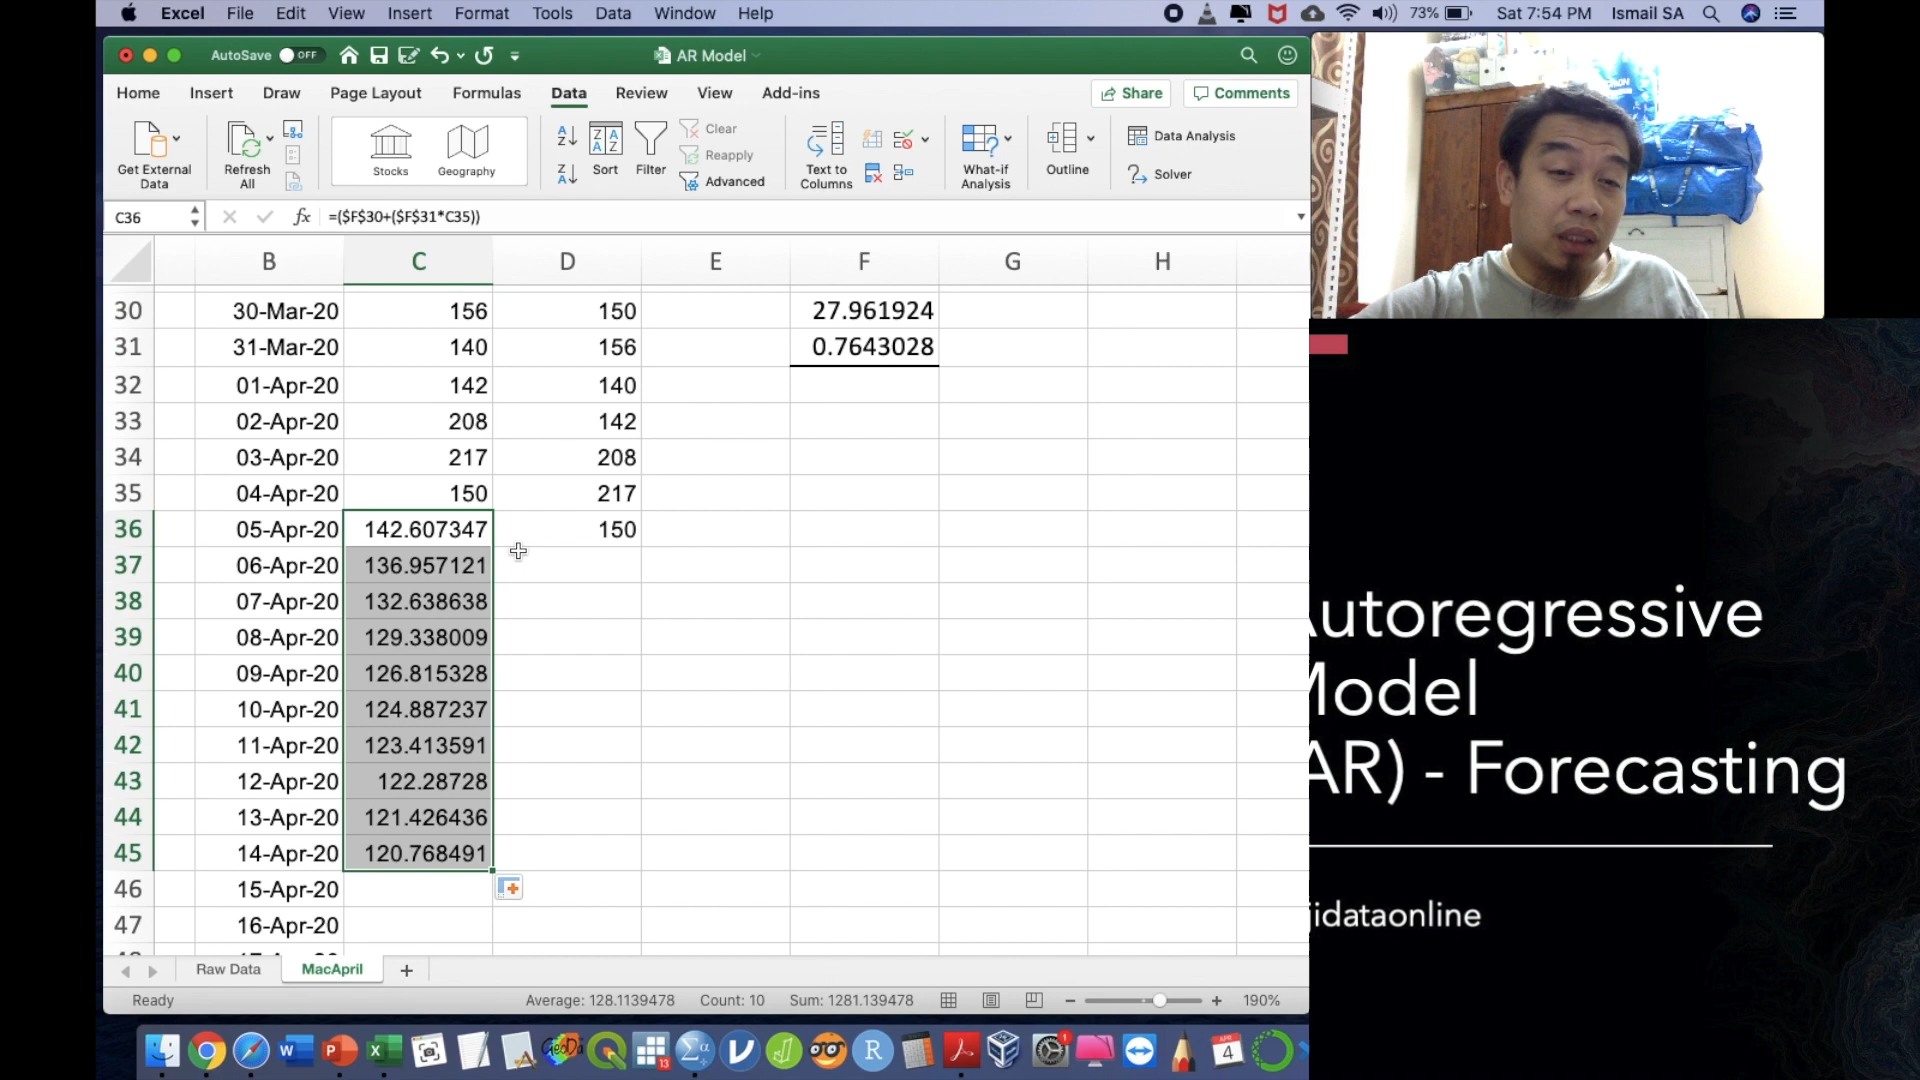 Excel File Edit View Insert Format Tools Data Window Help 73% Sat 7:54 PM Ismail SA
AutoSave OFF AR Model
Home Insert Draw Page Layout Formulas Data Review View Add-ins Share Comments
Get External Data
Refresh All
Stocks
Geography
Sort
Filter
Clear
Reapply
Advanced
Text to Columns
What-if Analysis
Outline
Data Analysis
Solver
C36 fx =($F$30+($F$31*C35))
B C D E F G H
30 30-Mar-20 156 150 27.961924
31 31-Mar-20 140 156 0.7643028
32 01-Apr-20 142 140
33 02-Apr-20 208 142
34 03-Apr-20 217 208
35 04-Apr-20 150 217
36 05-Apr-20 142.607347 150
37 06-Apr-20 136.957121
38 07-Apr-20 132.638638
39 08-Apr-20 129.338009
40 09-Apr-20 126.815328
41 10-Apr-20 124.887237
42 11-Apr-20 123.413591
43 12-Apr-20 122.28728
44 13-Apr-20 121.426436
45 14-Apr-20 120.768491
46 15-Apr-20
47 16-Apr-20
Raw Data MacApril +
Ready Average: 128.1139478 Count: 10 Sum: 1281.139478 190%
utoregressive
odel
AR) - Forecasting
jidataonline